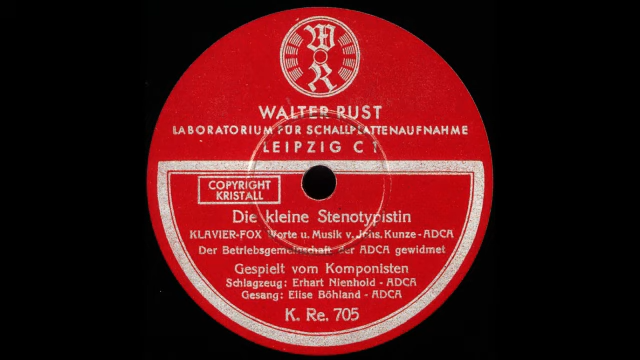 WR
WALTER RUST
LABORATORIUM FÜR SCHALLPLATTENAUFNAHME
LEIPZIG C 1
COPYRIGHT
KRISTALL
Die kleine Stenotypistin
KLAVIER-FOX Worte u. Musik v. Jons. Kunze - ADCA
Der Betriebsgemeinschaft der ADCA gewidmet
Gespielt vom Komponisten
Schlagzeug: Erhart Nienhold - ADCA
Gesang: Elise Böhland - ADCA
K. Re. 705